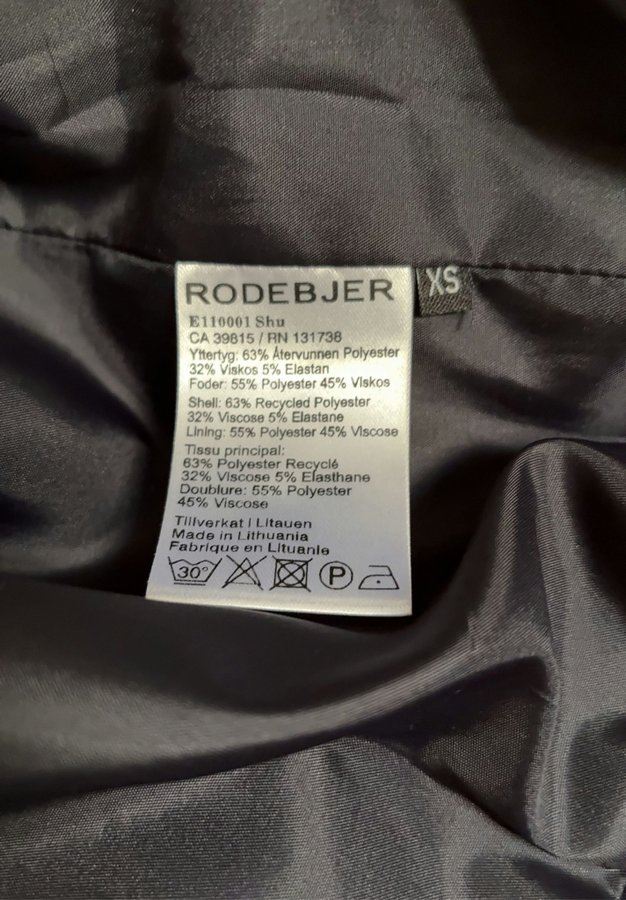 RODEBJER
XS
E110001 Shu
CA 39815 / RN 131738
Yttertyg: 63% Återvunnen Polyester
32% Viskos 5% Elastan
Foder: 55% Polyester 45% Viskos
Shell: 63% Recycled Polyester
32% Viscose 5% Elastane
Lining: 55% Polyester 45% Viscose
Tissu principal:
63% Polyester Recyclé
32% Viscose 5% Elasthane
Doublure: 55% Polyester
45% Viscose
Tillverkat i Litauen
Made in Lithuania
Fabrique en Lituanie
30° P